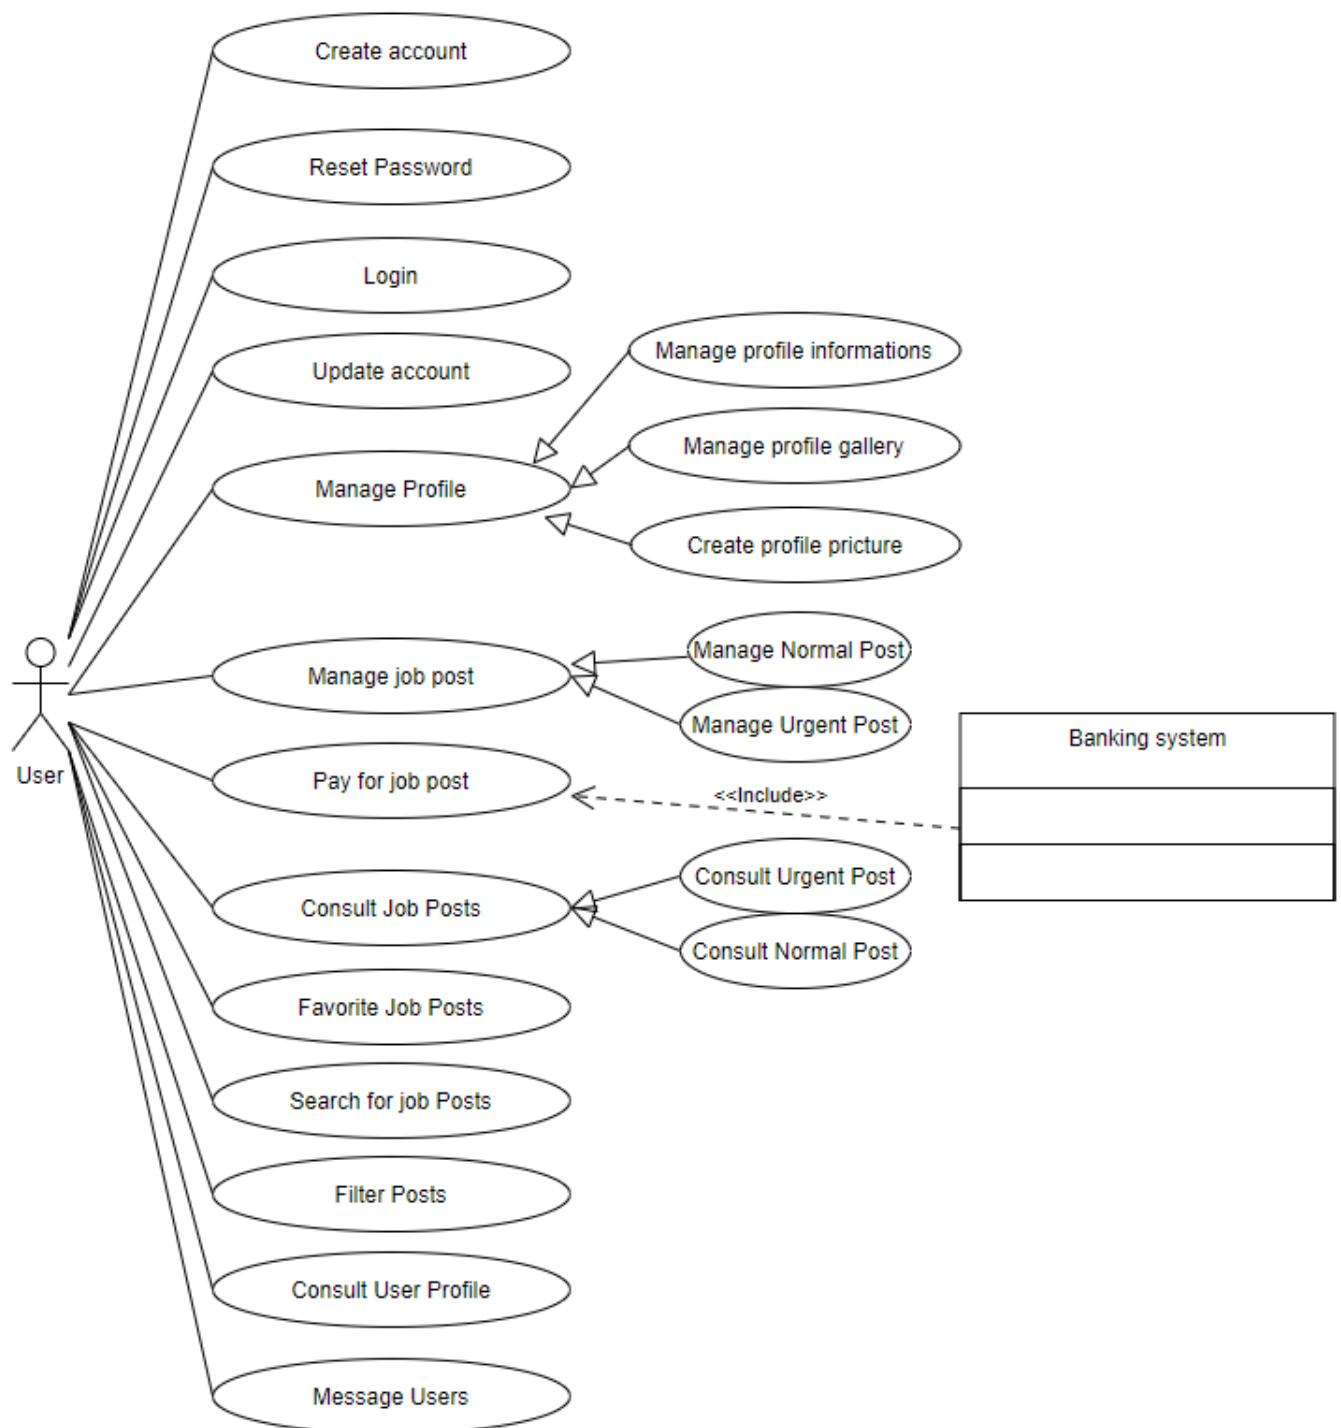 Create account
Reset Password
Login
Update account
Manage profile informations
Manage profile gallery
Manage Profile
Create profile pricture
Manage Normal Post
Manage job post
Manage Urgent Post
Banking system
User
Pay for job post
<<Include>>
Consult Urgent Post
Consult Job Posts
Consult Normal Post
Favorite Job Posts
Search for job Posts
Filter Posts
Consult User Profile
Message Users